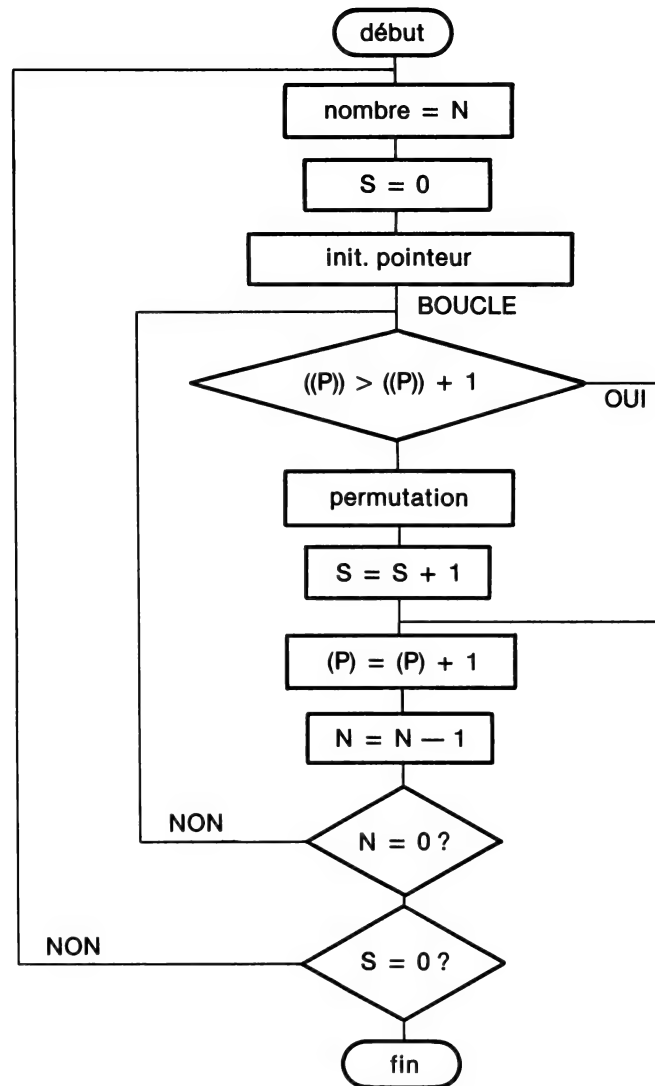 début
nombre = N
S = 0
init. pointeur
BOUCLE
((P)) > ((P)) + 1
OUI
permutation
S = S + 1
(P) = (P) + 1
N = N — 1
NON
N = 0 ?
NON
S = 0 ?
fin